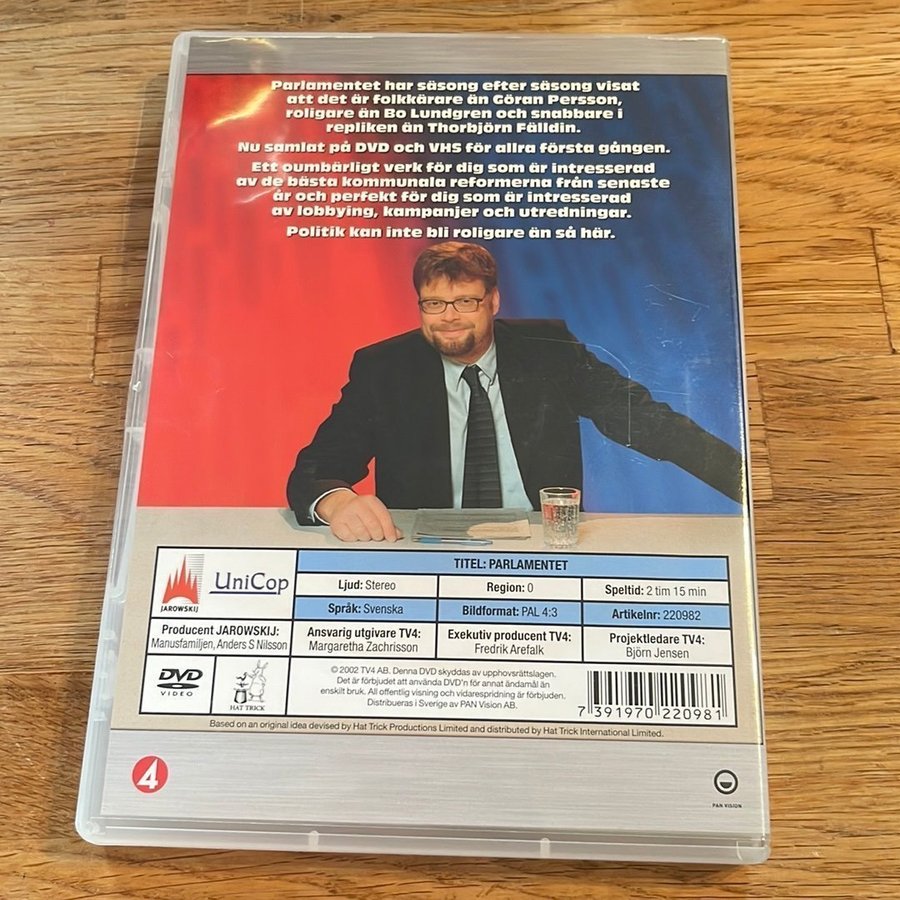 Parlamentet har säsong efter säsong visat
att det är folkkärare än Göran Persson,
roligare än Bo Lundgren och snabbare i
repliken än Thorbjörn Fälldin.
Nu samlat på DVD och VHS för allra första gången.
Ett oumbärligt verk för dig som är intresserad
av de bästa kommunala reformerna från senaste
år och perfekt för dig som är intresserad
av lobbying, kampanjer och utredningar.
Politik kan inte bli roligare än så här.
JAROWSKIJ
UniCop
TITEL: PARLAMENTET
Ljud: Stereo
Region: 0
Speltid: 2 tim 15 min
Språk: Svenska
Bildformat: PAL 4:3
Artikelnr: 220982
Producent JAROWSKIJ:
Manusfamiljen, Anders S Nilsson
Ansvarig utgivare TV4:
Margaretha Zachrisson
Exekutiv producent TV4:
Fredrik Arefalk
Projektledare TV4:
Björn Jensen
DVD
VIDEO
HAT TRICK
© 2002 TV4 AB. Denna DVD skyddas av upphovsrättslagen.
Det är förbjudet att använda DVD'n för annat ändamål än
enskilt bruk. All offentlig visning och vidarespridning är förbjuden.
Distribueras i Sverige av PAN Vision AB.
7 391970 220981
Based on an original idea devised by Hat Trick Productions Limited and distributed by Hat Trick International Limited.
4
PAN VISION